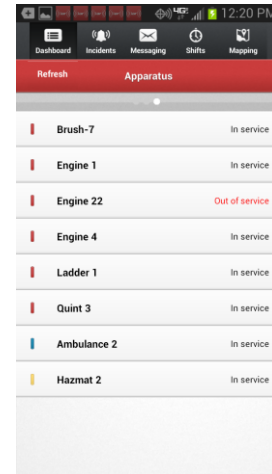 4G 12:20 PM
Dashboard Incidents Messaging Shifts Mapping
Refresh Apparatus
Brush-7 In service
Engine 1 In service
Engine 22 Out of service
Engine 4 In service
Ladder 1 In service
Quint 3 In service
Ambulance 2 In service
Hazmat 2 In service